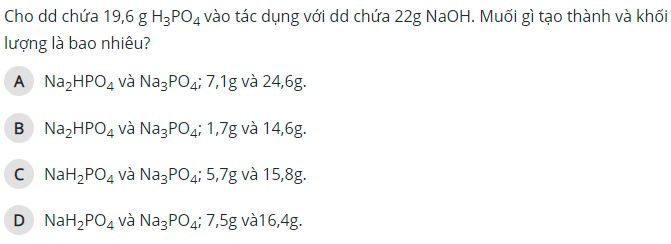 Cho dd chứa 19,6 g H₃PO₄ vào tác dụng với dd chứa 22g NaOH. Muối gì tạo thành và khối
lượng là bao nhiêu?
A Na₂HPO₄ và Na₃PO₄; 7,1g và 24,6g.
B Na₂HPO₄ và Na₃PO₄; 1,7g và 14,6g.
C NaH₂PO₄ và Na₃PO₄; 5,7g và 15,8g.
D NaH₂PO₄ và Na₃PO₄; 7,5g và16,4g.